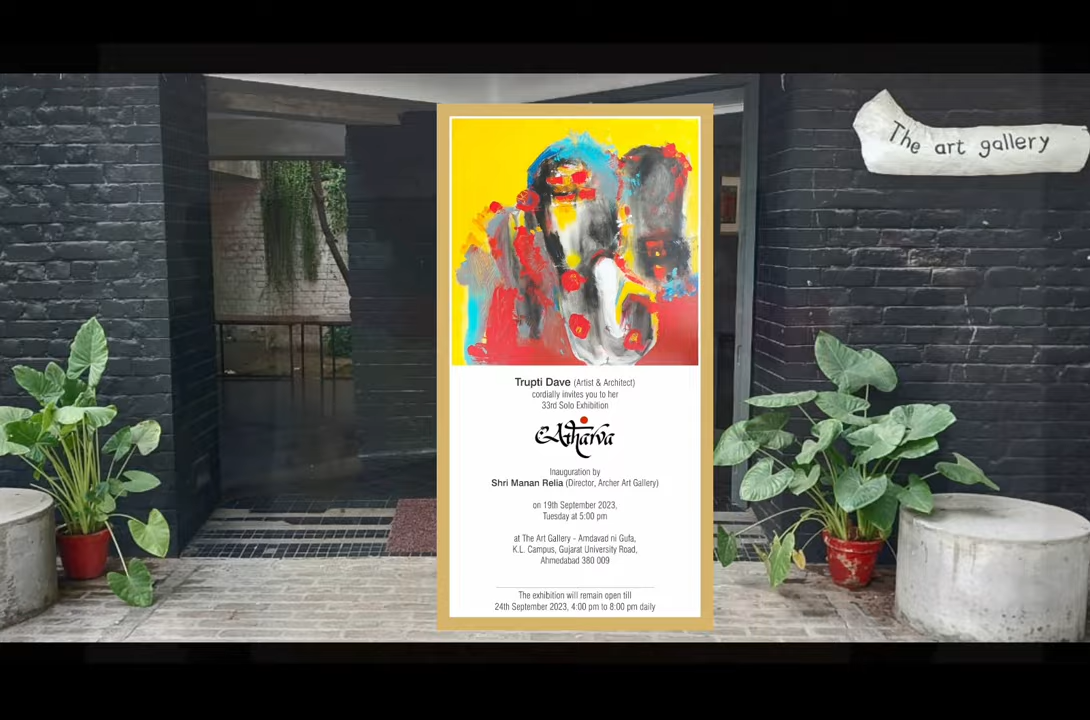 The art gallery
Trupti Dave (Artist & Architect)
cordially invites you to her
33rd Solo Exhibition
Atharva
Inauguration by
Shri Manan Relia (Director, Archer Art Gallery)
on 19th September 2023,
Tuesday at 5:00 pm
at The Art Gallery - Amdavad ni Gufa,
K.L. Campus, Gujarat University Road,
Ahmedabad 380 009
The exhibition will remain open till
24th September 2023, 4:00 pm to 8:00 pm daily